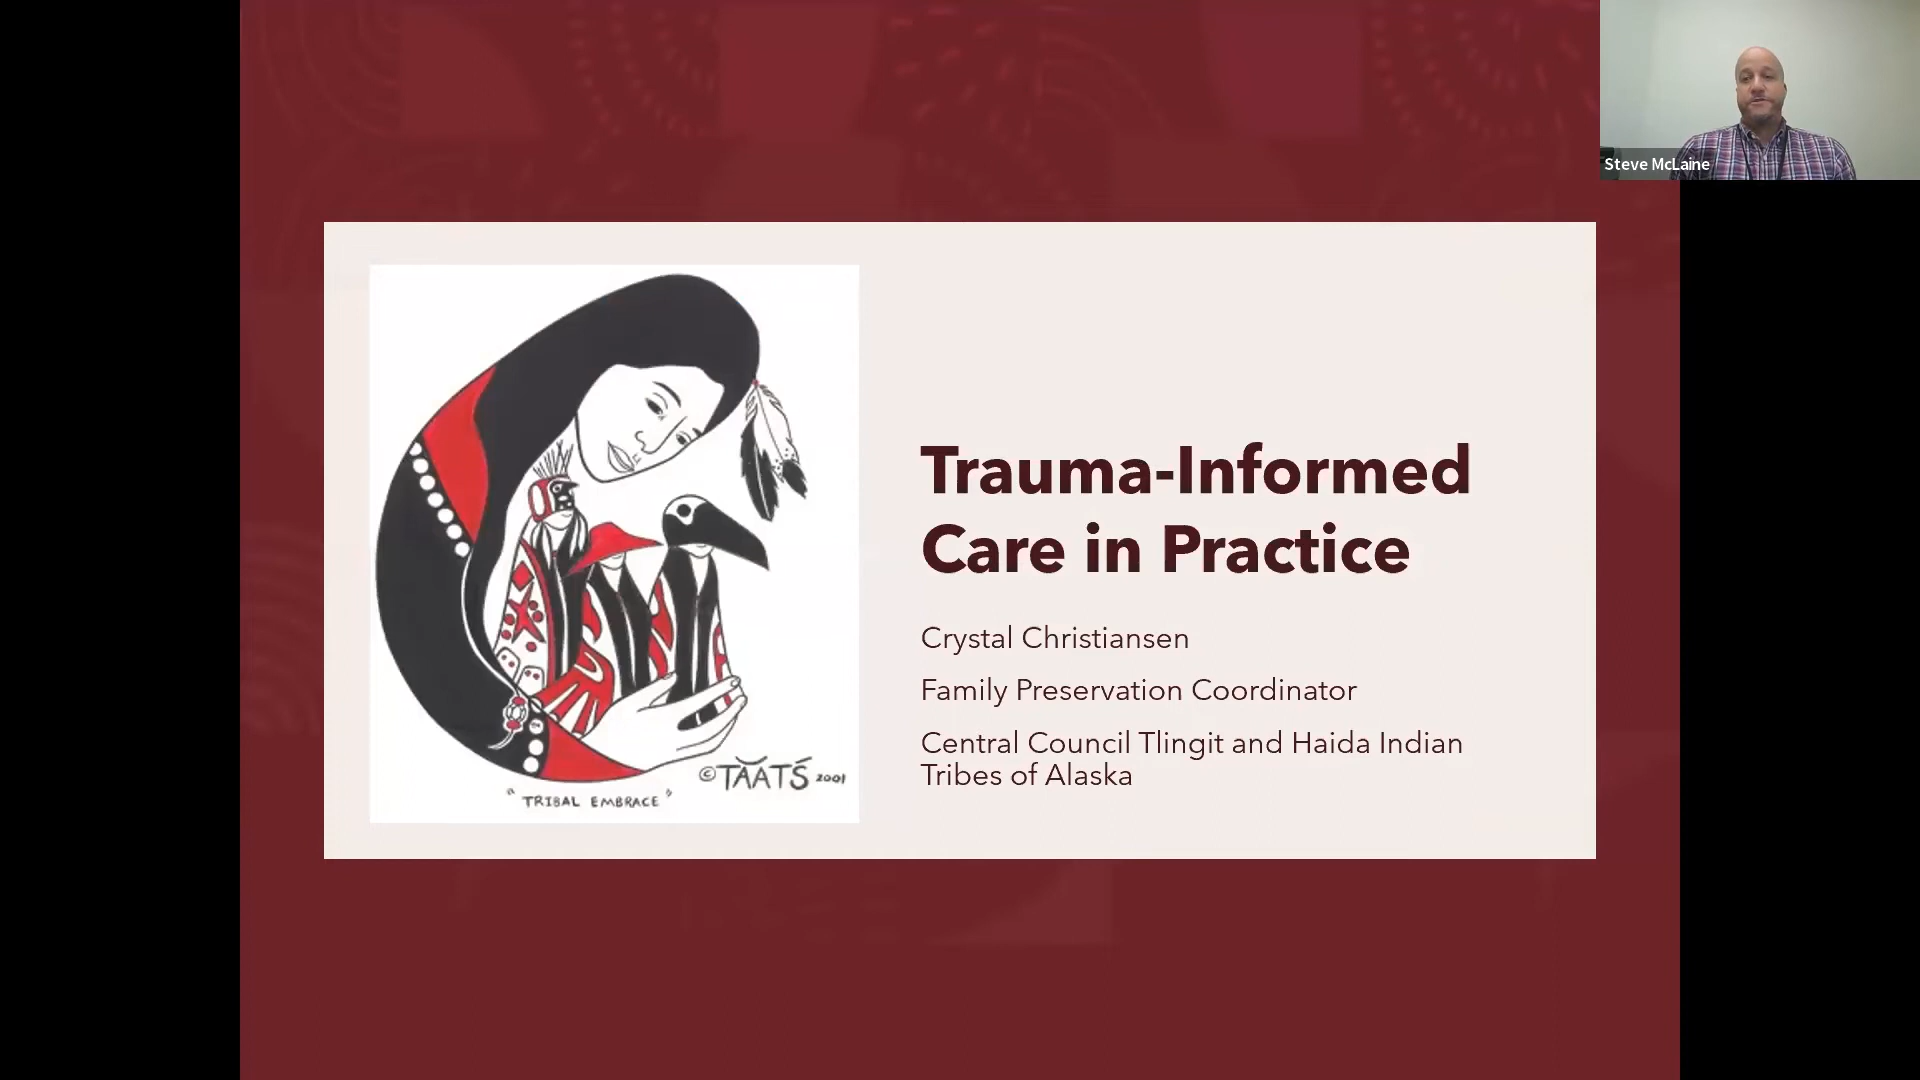 Steve McLaine
Trauma-Informed
Care in Practice
Crystal Christiansen
Family Preservation Coordinator
Central Council Tlingit and Haida Indian
Tribes of Alaska
©TĂATŚ 2001
"TRIBAL EMBRACE"